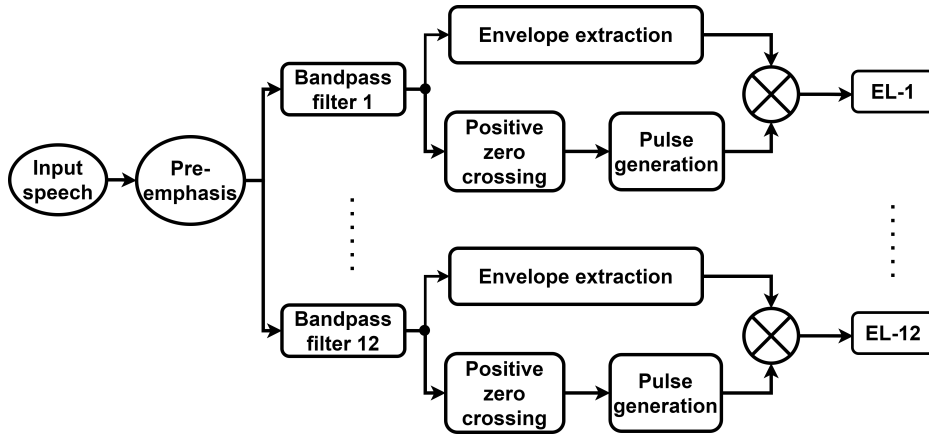 Input
speech
Pre-
emphasis
Bandpass
filter 1
Envelope extraction
Positive
zero
crossing
Pulse
generation
EL-1
Bandpass
filter 12
Envelope extraction
Positive
zero
crossing
Pulse
generation
EL-12